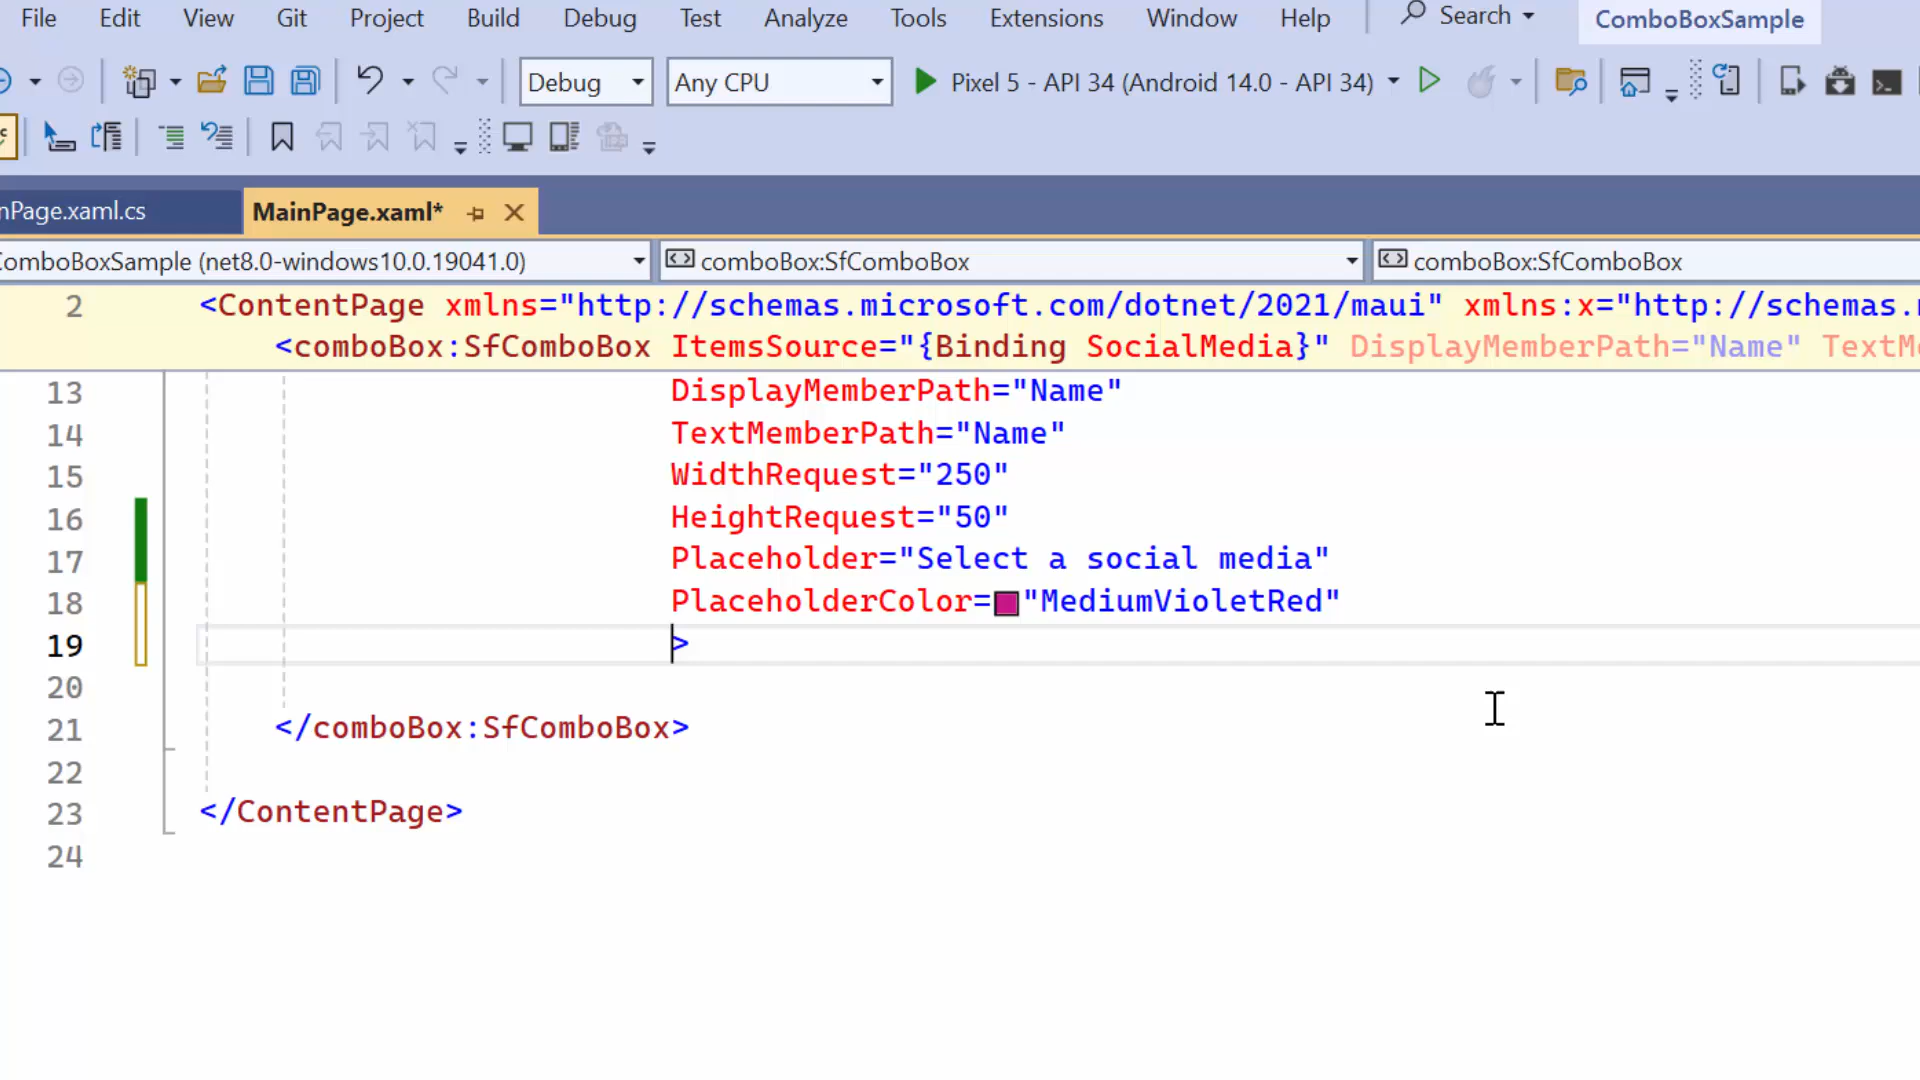 File Edit View Git Project Build Debug Test Analyze Tools Extensions Window Help Search ComboBoxSample
Debug Any CPU Pixel 5 - API 34 (Android 14.0 - API 34)
nPage.xaml.cs MainPage.xaml*
ComboBoxSample (net8.0-windows10.0.19041.0) comboBox:SfComboBox comboBox:SfComboBox
2 <ContentPage xmlns="http://schemas.microsoft.com/dotnet/2021/maui" xmlns:x="http://schemas.
<comboBox:SfComboBox ItemsSource="{Binding SocialMedia}" DisplayMemberPath="Name" TextMe
13 DisplayMemberPath="Name"
14 TextMemberPath="Name"
15 WidthRequest="250"
16 HeightRequest="50"
17 Placeholder="Select a social media"
18 PlaceholderColor="MediumVioletRed"
19 >
20
21 </comboBox:SfComboBox>
22
23 </ContentPage>
24